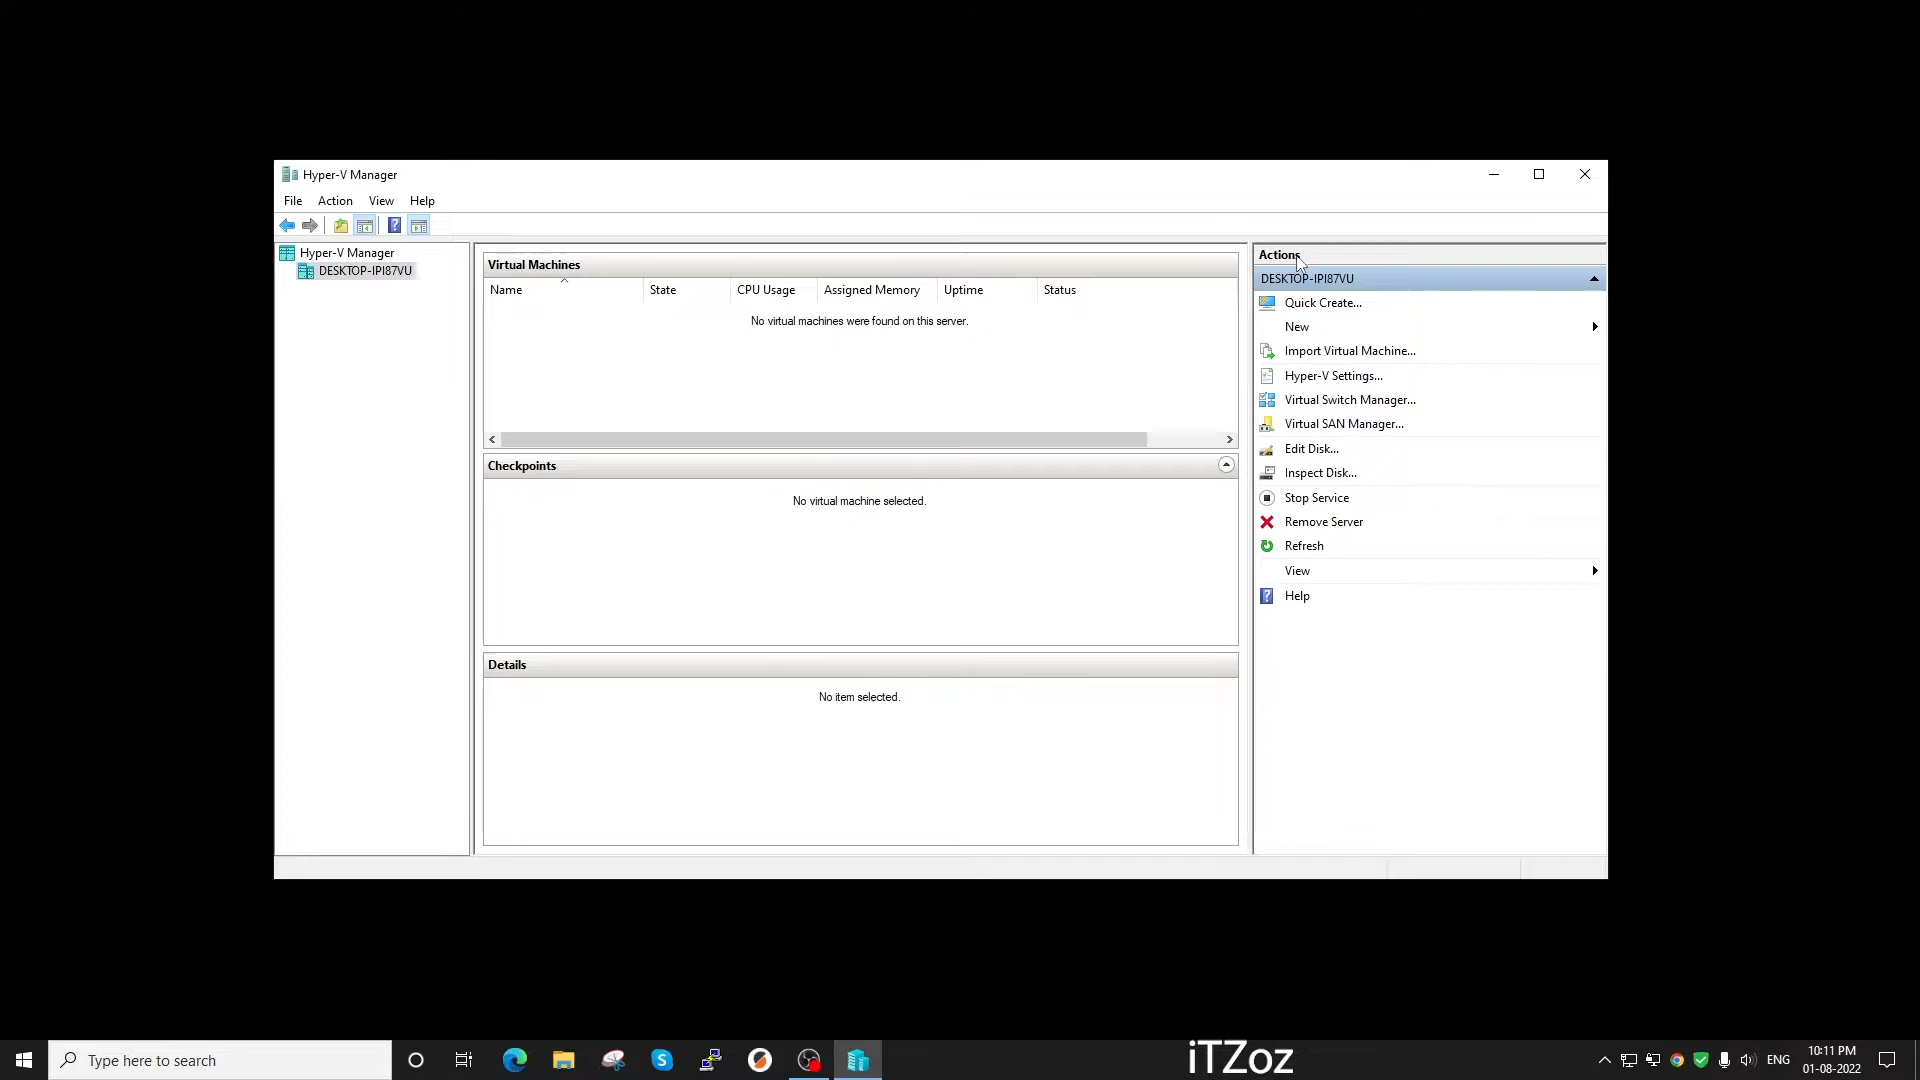 Hyper-V Manager
File Action View Help
Hyper-V Manager
DESKTOP-IPI87VU
Virtual Machines
Name State CPU Usage Assigned Memory Uptime Status
No virtual machines were found on this server.
Checkpoints
No virtual machine selected.
Details
No item selected.
Actions
DESKTOP-IPI87VU
Quick Create...
New
Import Virtual Machine...
Hyper-V Settings...
Virtual Switch Manager...
Virtual SAN Manager...
Edit Disk...
Inspect Disk...
Stop Service
Remove Server
Refresh
View
Help
Type here to search
iTZoz
ENG
10:11 PM
01-08-2022